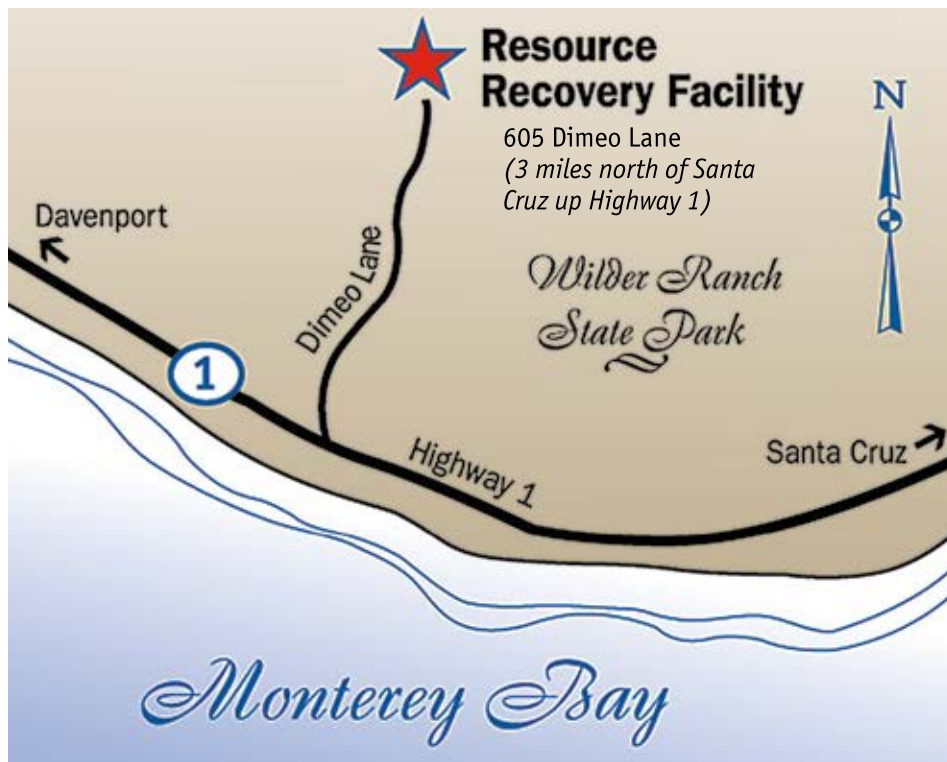 Resource
Recovery Facility
N
605 Dimeo Lane
(3 miles north of Santa
Cruz up Highway 1)
Davenport
Dimeo Lane
Wilder Ranch
State Park
1
Highway 1
Santa Cruz
Monterey Bay